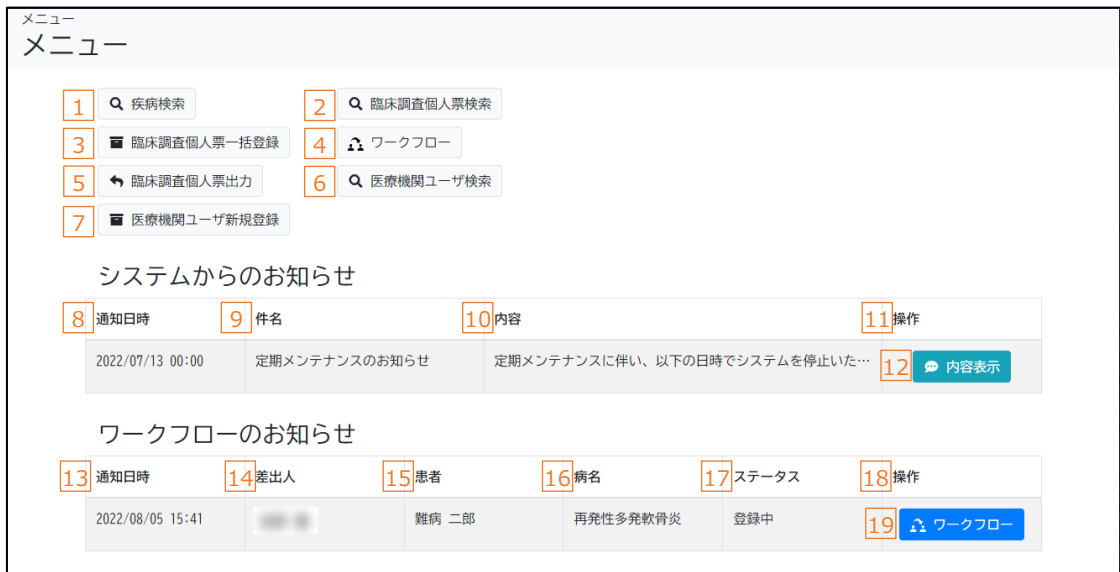 メニュー
メニュー
1 疾病検索 2 臨床調査個人票検索
3 臨床調査個人票一括登録 4 ワークフロー
5 臨床調査個人票出力 6 医療機関ユーザ検索
7 医療機関ユーザ新規登録
システムからのお知らせ
8 通知日時 9 件名 10 内容 11 操作
2022/07/13 00:00 定期メンテナンスのお知らせ 定期メンテナンスに伴い、以下の日時でシステムを停止いた… 12 内容表示
ワークフローのお知らせ
13 通知日時 14 差出人 15 患者 16 病名 17 ステータス 18 操作
2022/08/05 15:41 難病 二郎 再発性多発軟骨炎 登録中 19 ワークフロー